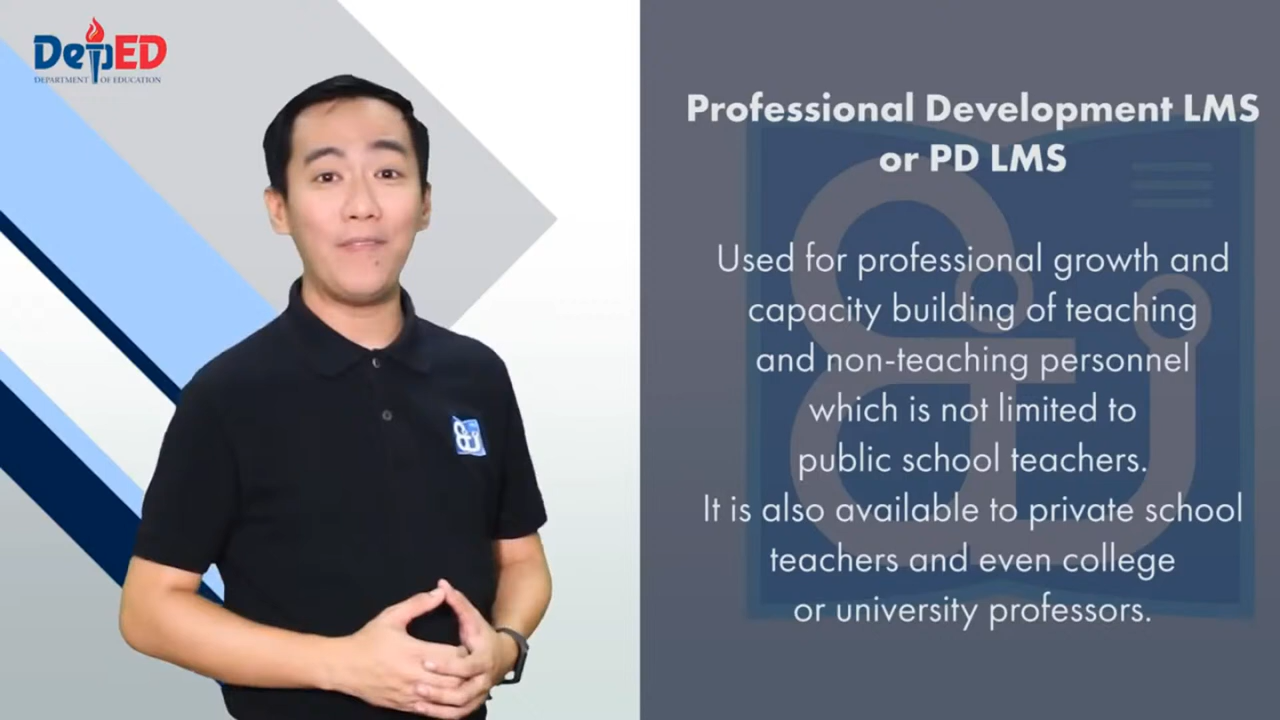 DepED
DEPARTMENT OF EDUCATION
Professional Development LMS
or PD LMS
Used for professional growth and
capacity building of teaching
and non-teaching personnel
which is not limited to
public school teachers.
It is also available to private school
teachers and even college
or university professors.